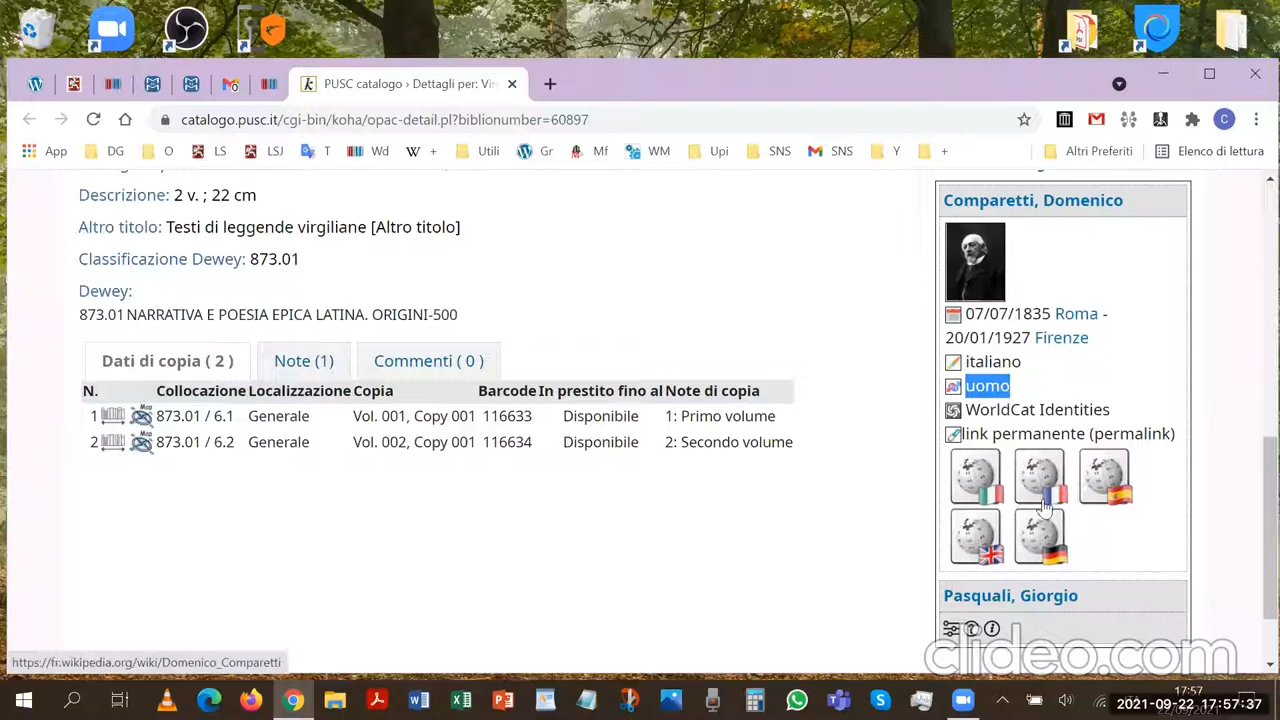 PUSC catalogo › Dettagli per: Vir
catalogo.pusc.it/cgi-bin/koha/opac-detail.pl?biblionumber=60897
C
App DG O LS LSJ T Wd + Utili Gr Mf WM Upi SNS SNS Y + Altri Preferiti Elenco di lettura
Descrizione: 2 v. ; 22 cm
Altro titolo: Testi di leggende virgiliane [Altro titolo]
Classificazione Dewey: 873.01
Dewey:
873.01 NARRATIVA E POESIA EPICA LATINA. ORIGINI-500
Dati di copia ( 2 ) Note (1) Commenti ( 0 )
N. Collocazione Localizzazione Copia Barcode In prestito fino al Note di copia
1 873.01 / 6.1 Generale Vol. 001, Copy 001 116633 Disponibile 1: Primo volume
2 873.01 / 6.2 Generale Vol. 002, Copy 001 116634 Disponibile 2: Secondo volume
Comparetti, Domenico
07/07/1835 Roma -
20/01/1927 Firenze
italiano
uomo
WorldCat Identities
link permanente (permalink)
Pasquali, Giorgio
clideo.com
https://fr.wikipedia.org/wiki/Domenico_Comparetti
17:57
2021-09-22 17:57:37